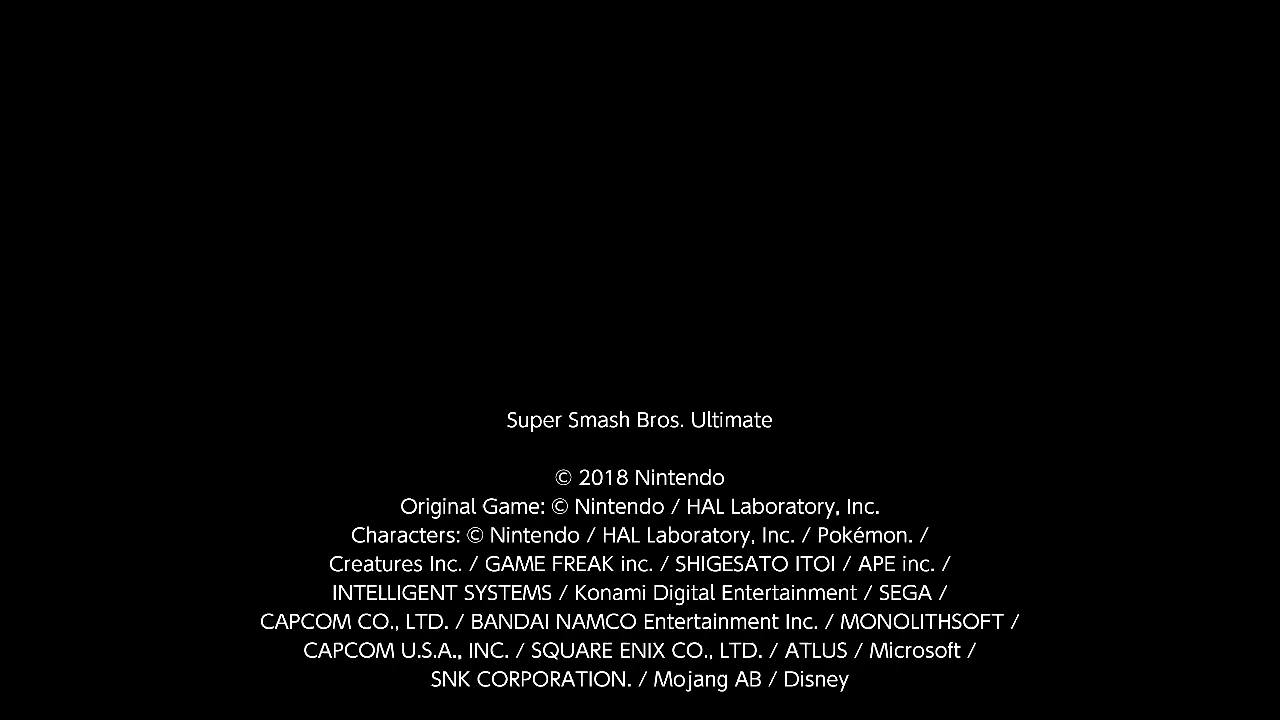 Super Smash Bros. Ultimate
© 2018 Nintendo
Original Game: © Nintendo / HAL Laboratory, Inc.
Characters: © Nintendo / HAL Laboratory, Inc. / Pokémon. /
Creatures Inc. / GAME FREAK inc. / SHIGESATO ITOI / APE inc. /
INTELLIGENT SYSTEMS / Konami Digital Entertainment / SEGA /
CAPCOM CO., LTD. / BANDAI NAMCO Entertainment Inc. / MONOLITHSOFT /
CAPCOM U.S.A., INC. / SQUARE ENIX CO., LTD. / ATLUS / Microsoft /
SNK CORPORATION. / Mojang AB / Disney